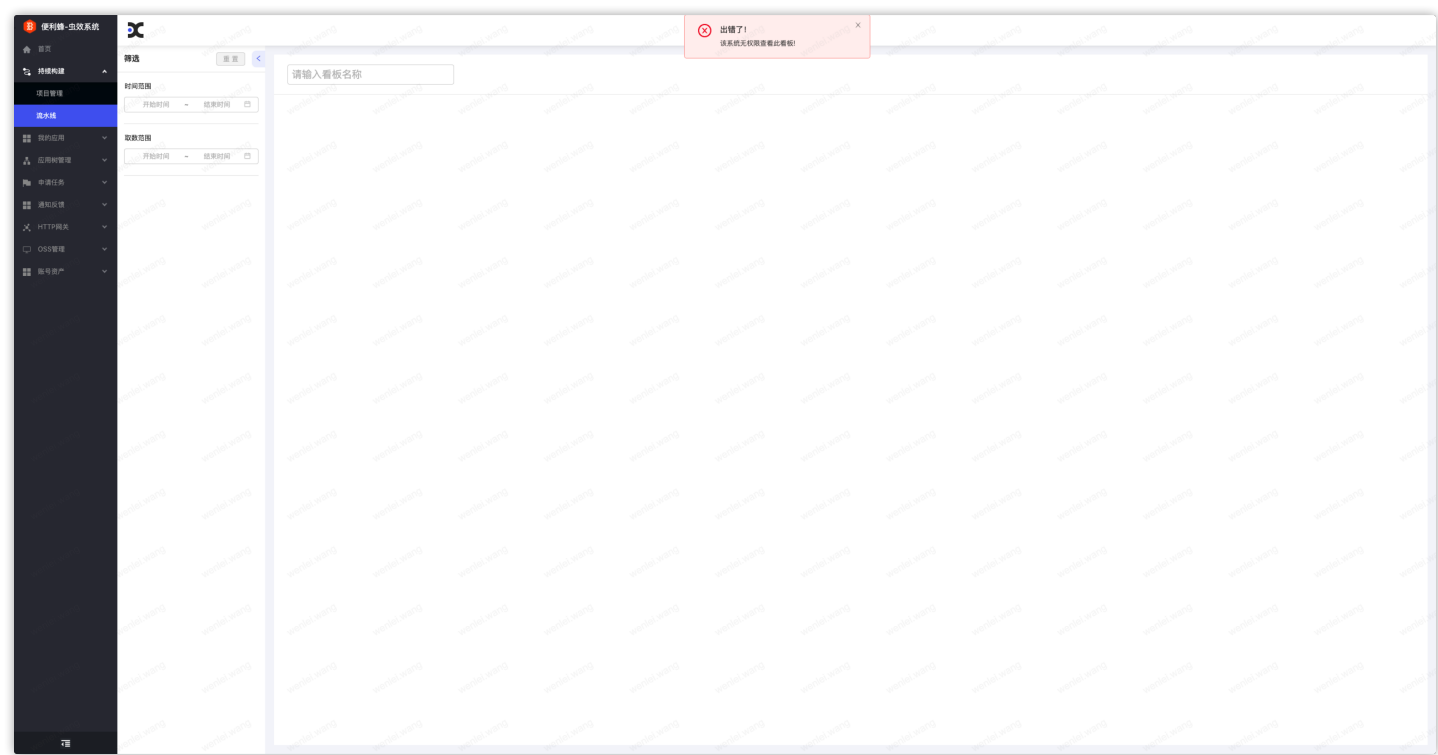 便利蜂-虫效系统
首页
持续构建
项目管理
流水线
我的应用
应用树管理
申请任务
通知反馈
HTTP网关
OSS管理
账号资产
筛选
重 置
时间范围
开始时间 ~ 结束时间
取数范围
开始时间 ~ 结束时间
出错了!
该系统无权限查看此看板!
请输入看板名称